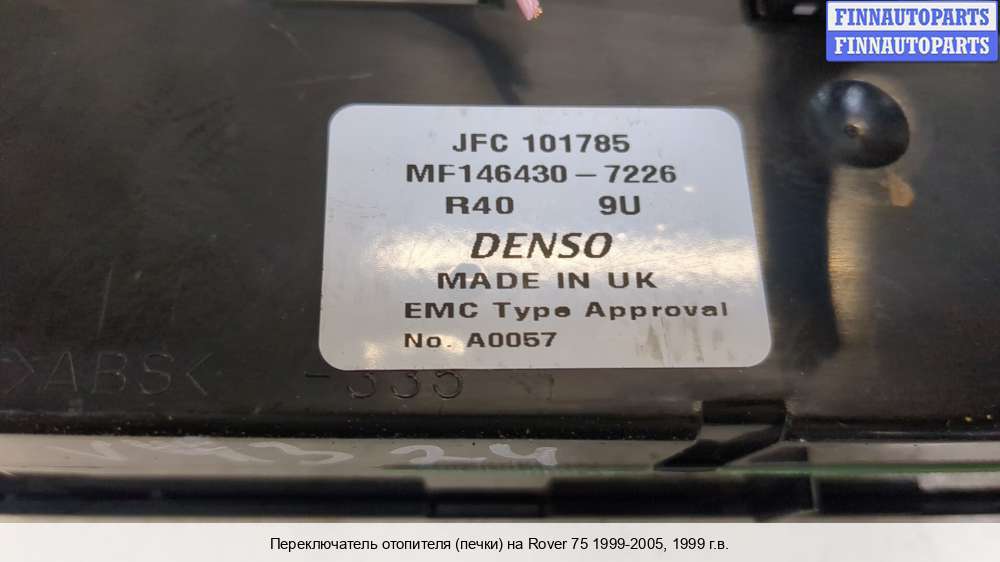 FINNAUTOPARTS
FINNAUTOPARTS
JFC 101785
MF146430-7226
R40 9U
DENSO
MADE IN UK
EMC Type Approval
No. A0057
>ABS<
-335
Переключатель отопителя (печки) на Rover 75 1999-2005, 1999 г.в.